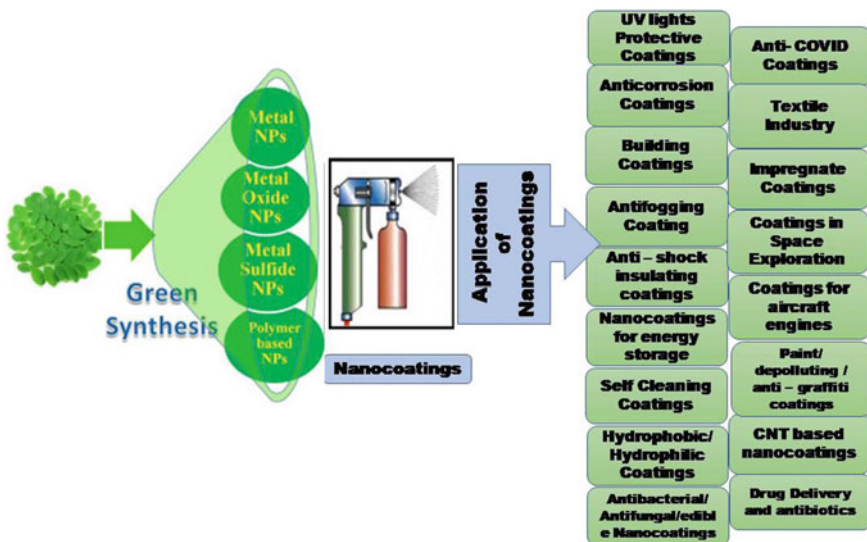 Metal
NPs
Metal
Oxide
NPs
Metal
Sulfide
NPs
Polymer
based NPs
Green
Synthesis
Nanocoatings
Application
of
Nanocoatings
UV lights
Protective
Coatings
Anticorrosion
Coatings
Building
Coatings
Antifogging
Coating
Anti – shock
insulating
coatings
Nanocoatings
for energy
storage
Self Cleaning
Coatings
Hydrophobic/
Hydrophilic
Coatings
Antibacterial/
Antifungal/edibl
e Nanocoatings
Anti- COVID
Coatings
Textile
Industry
Impregnate
Coatings
Coatings in
Space
Exploration
Coatings for
aircraft
engines
Paint/
depolluting /
anti – graffiti
coatings
CNT based
nanocoatings
Drug Delivery
and antibiotics